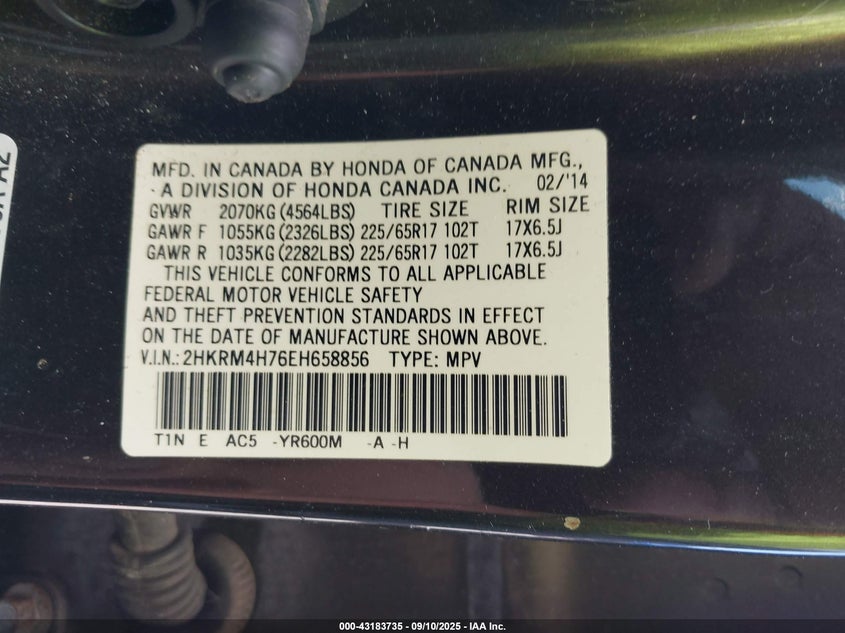 MFD. IN CANADA BY HONDA OF CANADA MFG.,
-A DIVISION OF HONDA CANADA INC. 02/'14
GVWR 2070KG (4564LBS) TIRE SIZE RIM SIZE
GAWR F 1055KG (2326LBS) 225/65R17 102T 17X6.5J
GAWR R 1035KG (2282LBS) 225/65R17 102T 17X6.5J
THIS VEHICLE CONFORMS TO ALL APPLICABLE
FEDERAL MOTOR VEHICLE SAFETY
AND THEFT PREVENTION STANDARDS IN EFFECT
ON THE DATE OF MANUFACTURE SHOWN ABOVE.
V.I.N.: 2HKRM4H76EH658856 TYPE: MPV
T1N E AC5 -YR600M -A -H
000-43183735 - 09/10/2025 - IAA Inc.